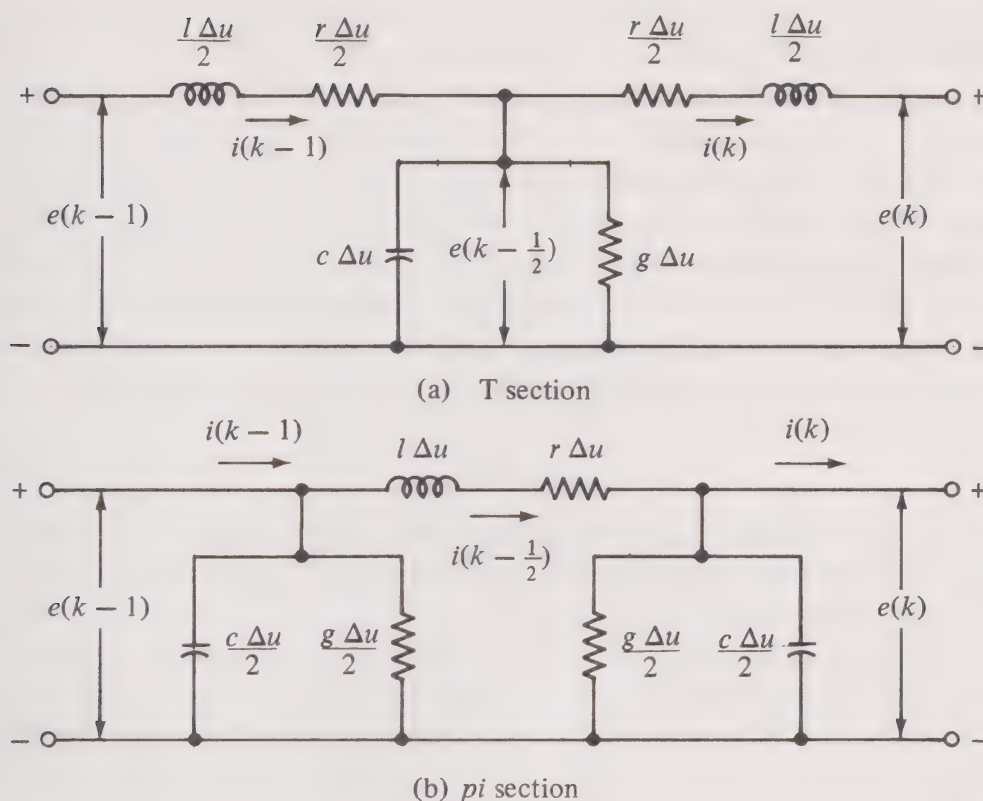 l Δu/2 r Δu/2 r Δu/2 l Δu/2
+ +
i(k − 1) i(k)
e(k − 1) c Δu e(k − 1/2) g Δu e(k)
− −
(a) T section
i(k − 1) l Δu r Δu i(k)
+ +
i(k − 1/2)
e(k − 1) c Δu/2 g Δu/2 g Δu/2 c Δu/2 e(k)
− −
(b) pi section